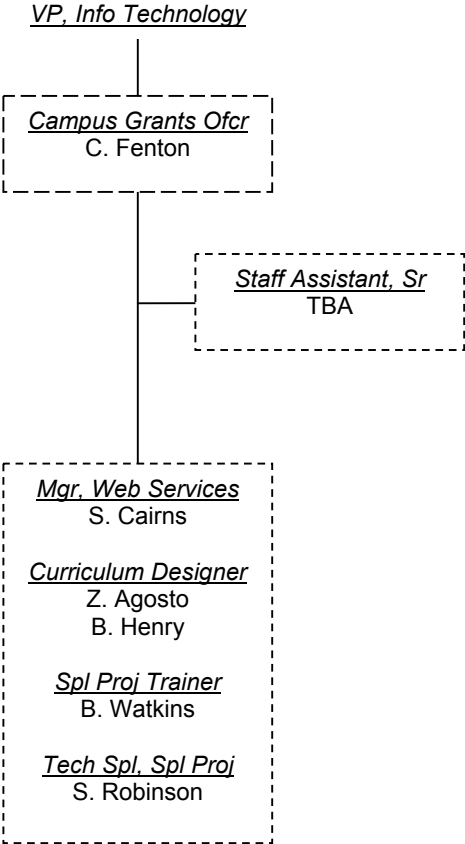 VP, Info Technology
Campus Grants Ofcr
C. Fenton
Staff Assistant, Sr
TBA
Mgr, Web Services
S. Cairns
Curriculum Designer
Z. Agosto
B. Henry
Spl Proj Trainer
B. Watkins
Tech Spl, Spl Proj
S. Robinson